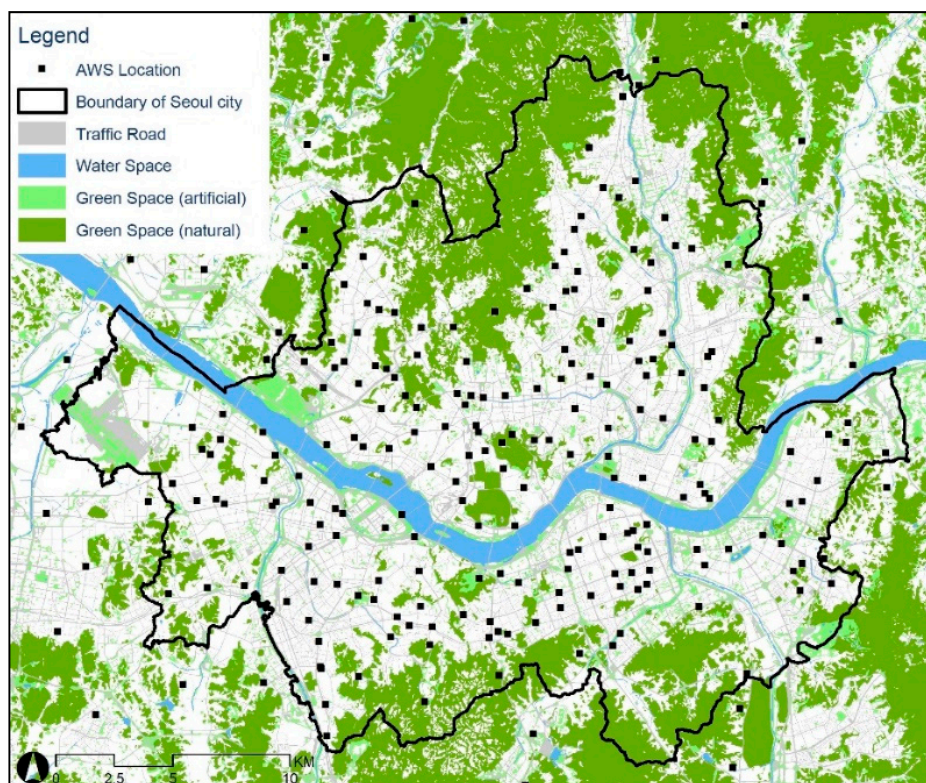 Legend
AWS Location
Boundary of Seoul city
Traffic Road
Water Space
Green Space (artificial)
Green Space (natural)
KM
0 2.5 5 10